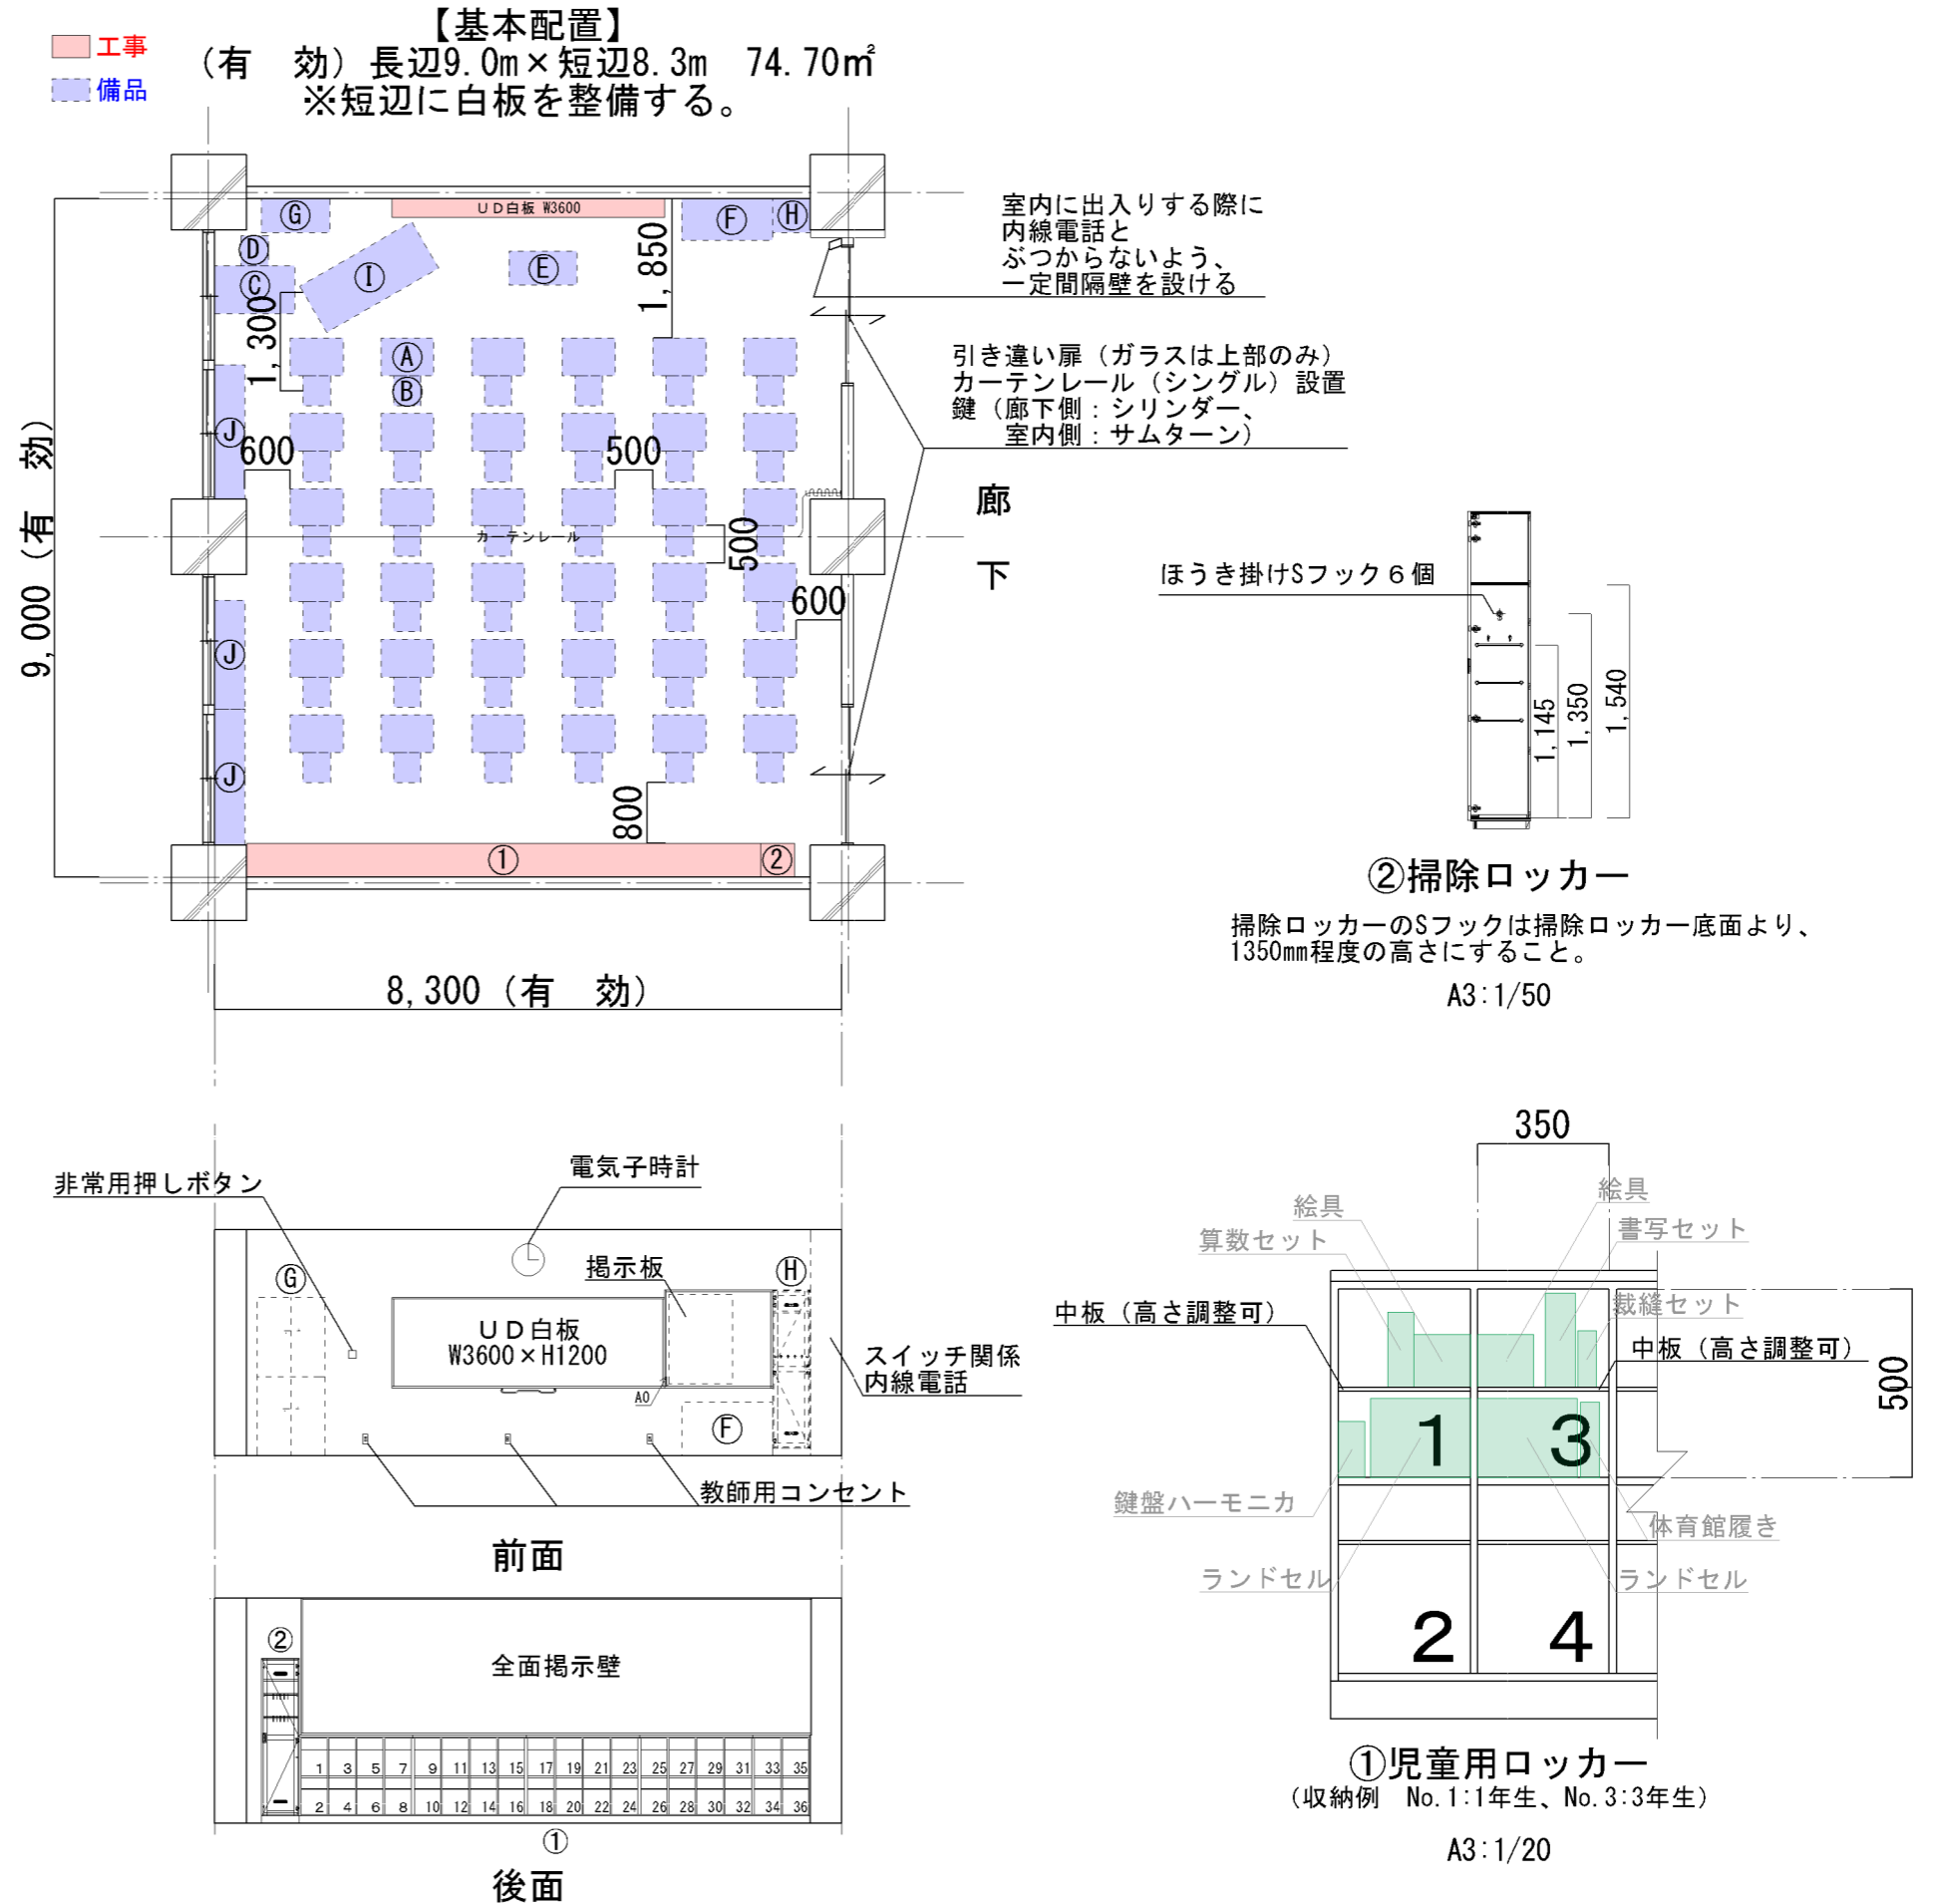 【基本配置】
工事
（有　効）長辺9.0m×短辺8.3m　74.70㎡
備品
※短辺に白板を整備する。
Ⓖ
ＵＤ白板 W3600
Ⓕ
Ⓗ
Ⓓ
Ⓒ
Ⓘ
Ⓔ
1,850
1,300
Ⓐ
Ⓑ
Ⓙ
600
500
カーテンレール
500
600
Ⓙ
Ⓙ
800
①
②
9,000（有　効）
8,300（有　効）
室内に出入りする際に
内線電話と
ぶつからないよう、
一定間隔壁を設ける
引き違い扉（ガラスは上部のみ）
カーテンレール（シングル）設置
鍵（廊下側：シリンダー、
室内側：サムターン）
廊
下
ほうき掛けSフック６個
1,145
1,350
1,540
②掃除ロッカー
掃除ロッカーのSフックは掃除ロッカー底面より、
1350mm程度の高さにすること。
A3:1/50
非常用押しボタン
電気子時計
掲示板
Ⓖ
Ⓗ
ＵＤ白板
W3600×H1200
A0
Ⓕ
スイッチ関係
内線電話
教師用コンセント
前面
②
全面掲示壁
1 3 5 7 9 11 13 15 17 19 21 23 25 27 29 31 33 35
2 4 6 8 10 12 14 16 18 20 22 24 26 28 30 32 34 36
①
後面
350
絵具
絵具
算数セット
書写セット
裁縫セット
中板（高さ調整可）
中板（高さ調整可）
500
1
3
鍵盤ハーモニカ
体育館履き
ランドセル
ランドセル
2
4
①児童用ロッカー
（収納例　No.1:1年生、No.3:3年生）
A3:1/20